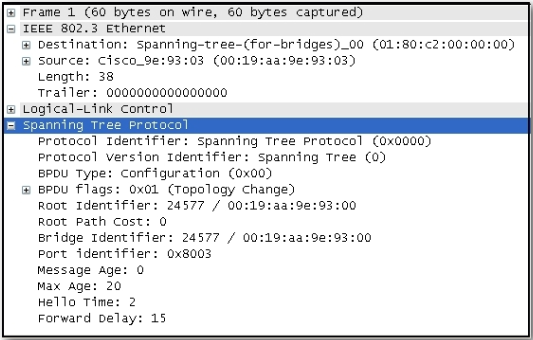 Frame 1 (60 bytes on wire, 60 bytes captured)
IEEE 802.3 Ethernet
Destination: Spanning-tree-(for-bridges)_00 (01:80:c2:00:00:00)
Source: Cisco_9e:93:03 (00:19:aa:9e:93:03)
Length: 38
Trailer: 0000000000000000
Logical-Link Control
Spanning Tree Protocol
Protocol Identifier: Spanning Tree Protocol (0x0000)
Protocol Version Identifier: Spanning Tree (0)
BPDU Type: Configuration (0x00)
BPDU flags: 0x01 (Topology Change)
Root Identifier: 24577 / 00:19:aa:9e:93:00
Root Path Cost: 0
Bridge Identifier: 24577 / 00:19:aa:9e:93:00
Port identifier: 0x8003
Message Age: 0
Max Age: 20
Hello Time: 2
Forward Delay: 15